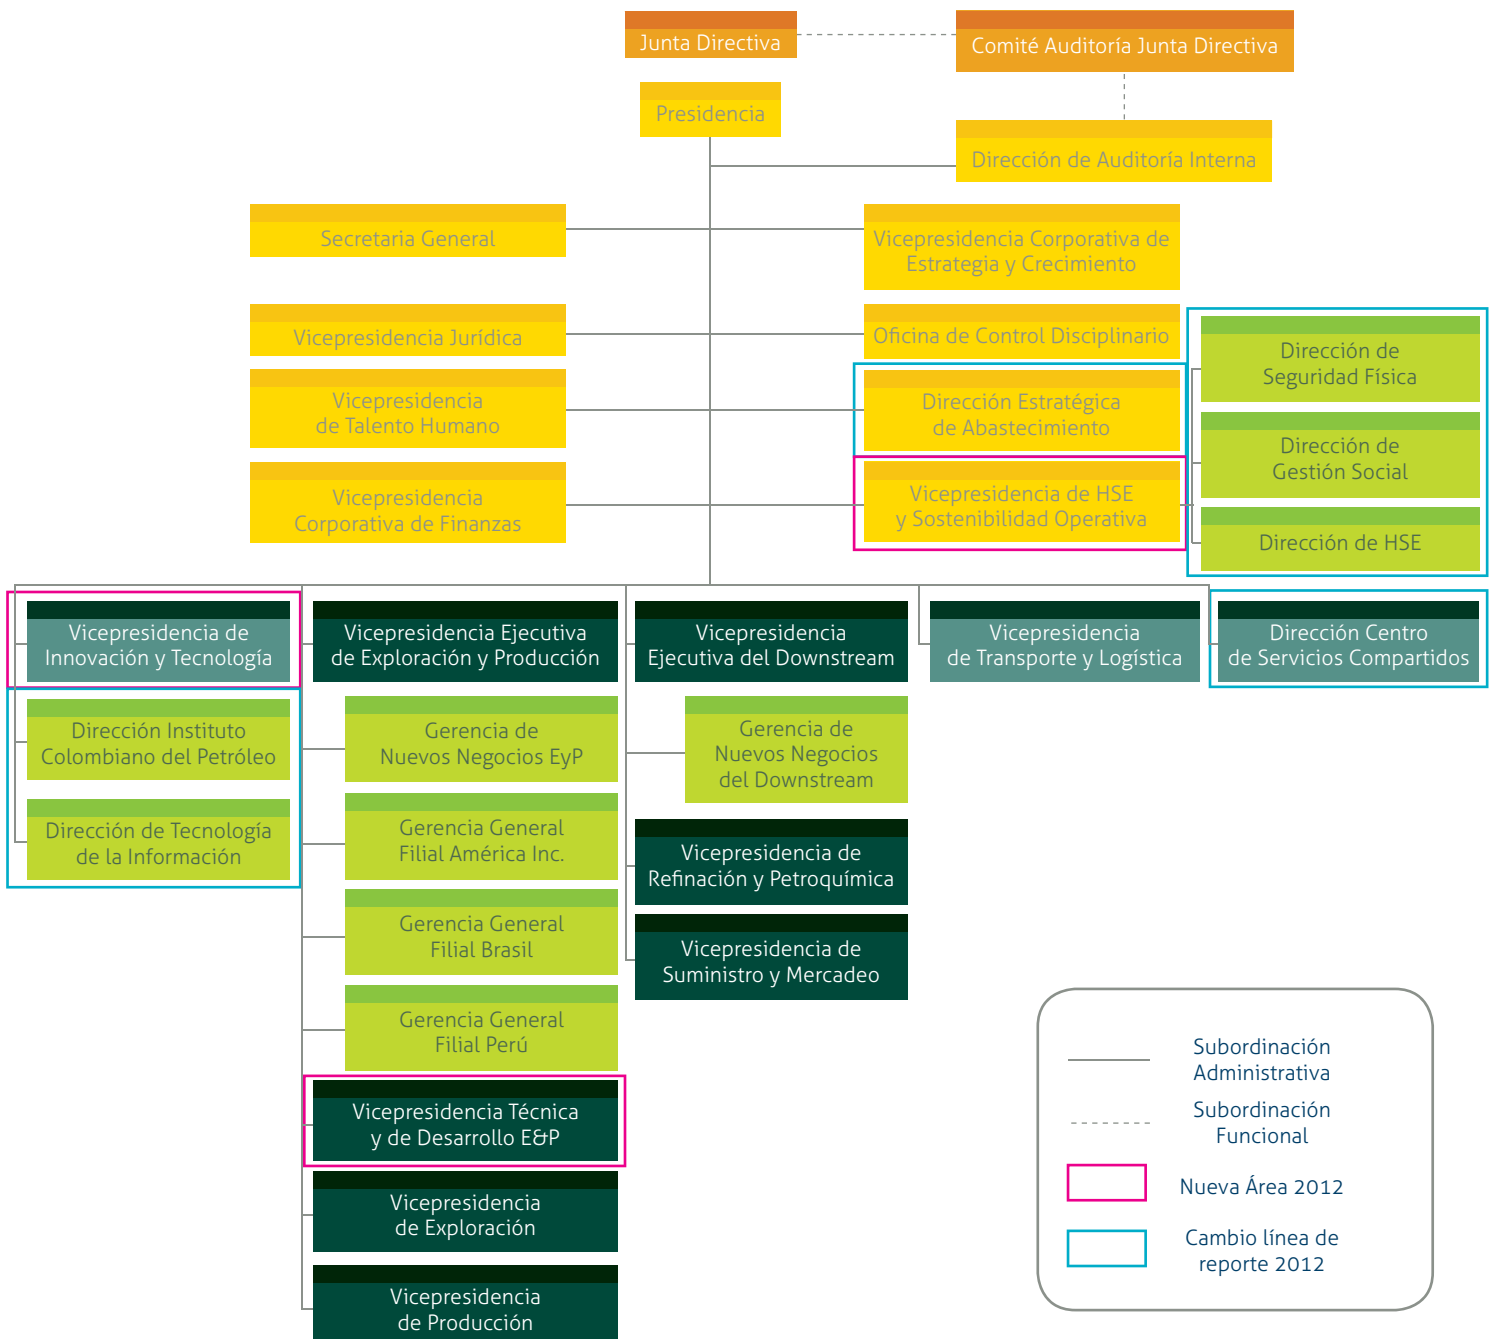 Junta Directiva
Comité Auditoría Junta Directiva
Presidencia
Dirección de Auditoría Interna
Secretaria General
Vicepresidencia Corporativa de
Estrategia y Crecimiento
Vicepresidencia Jurídica
Oficina de Control Disciplinario
Vicepresidencia
de Talento Humano
Dirección Estratégica
de Abastecimiento
Vicepresidencia
Corporativa de Finanzas
Vicepresidencia de HSE
y Sostenibilidad Operativa
Dirección de
Seguridad Física
Dirección de
Gestión Social
Dirección de HSE
Vicepresidencia de
Innovación y Tecnología
Dirección Instituto
Colombiano del Petróleo
Dirección de Tecnología
de la Información
Vicepresidencia Ejecutiva
de Exploración y Producción
Gerencia de
Nuevos Negocios EyP
Gerencia General
Filial América Inc.
Gerencia General
Filial Brasil
Gerencia General
Filial Perú
Vicepresidencia Técnica
y de Desarrollo E&P
Vicepresidencia
de Exploración
Vicepresidencia
de Producción
Vicepresidencia
Ejecutiva del Downstream
Gerencia de
Nuevos Negocios
del Downstream
Vicepresidencia de
Refinación y Petroquímica
Vicepresidencia de
Suministro y Mercadeo
Vicepresidencia
de Transporte y Logística
Dirección Centro
de Servicios Compartidos
Subordinación
Administrativa
Subordinación
Funcional
Nueva Área 2012
Cambio línea de
reporte 2012